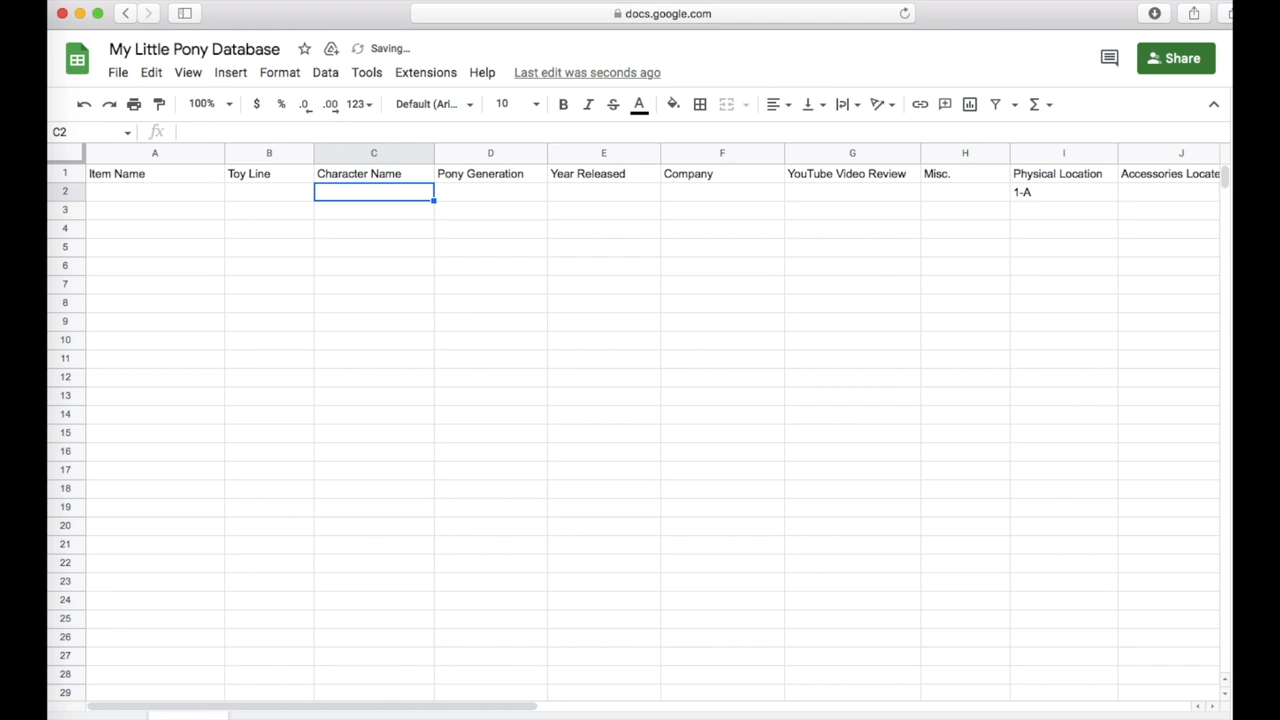 docs.google.com
My Little Pony Database
Saving...
File Edit View Insert Format Data Tools Extensions Help Last edit was seconds ago
Share
100% $ % .0 .00 123 Default (Ari... 10 B I S A Σ
C2 fx
A B C D E F G H I J
1 Item Name Toy Line Character Name Pony Generation Year Released Company YouTube Video Review Misc. Physical Location Accessories Locate
2 1-A
3
4
5
6
7
8
9
10
11
12
13
14
15
16
17
18
19
20
21
22
23
24
25
26
27
28
29